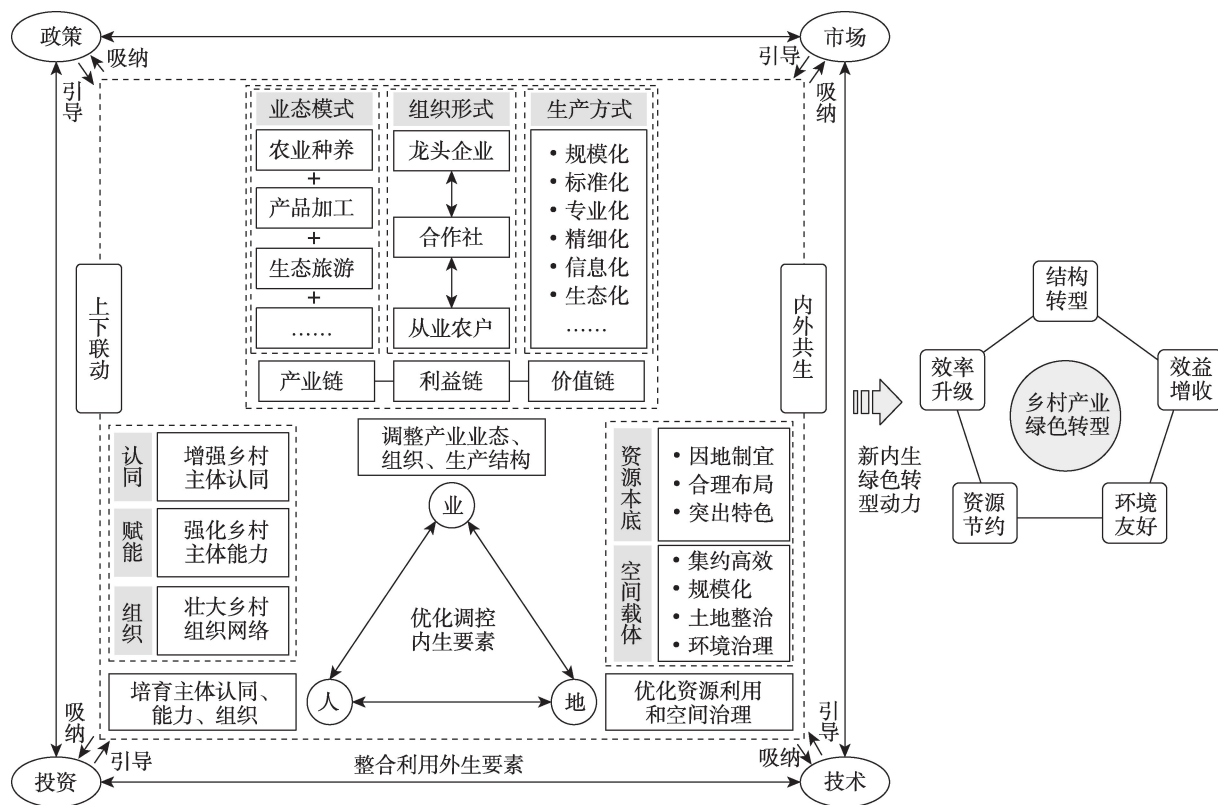 政策
市场
吸纳
引导
引导
吸纳
业态模式
组织形式
生产方式
农业种养
+
产品加工
+
生态旅游
+
……
龙头企业
合作社
从业农户
• 规模化
• 标准化
• 专业化
• 精细化
• 信息化
• 生态化
……
产业链
利益链
价值链
上下联动
内外共生
调整产业业态、
组织、生产结构
认同
增强乡村
主体认同
赋能
强化乡村
主体能力
组织
壮大乡村
组织网络
培育主体认同、
能力、组织
业
人
地
优化调控
内生要素
资源本底
• 因地制宜
• 合理布局
• 突出特色
空间载体
• 集约高效
• 规模化
• 土地整治
• 环境治理
优化资源利用
和空间治理
吸纳
引导
吸纳
引导
投资
整合利用外生要素
技术
新内生
绿色转
型动力
结构
转型
效率
升级
效益
增收
乡村产业
绿色转型
资源
节约
环境
友好